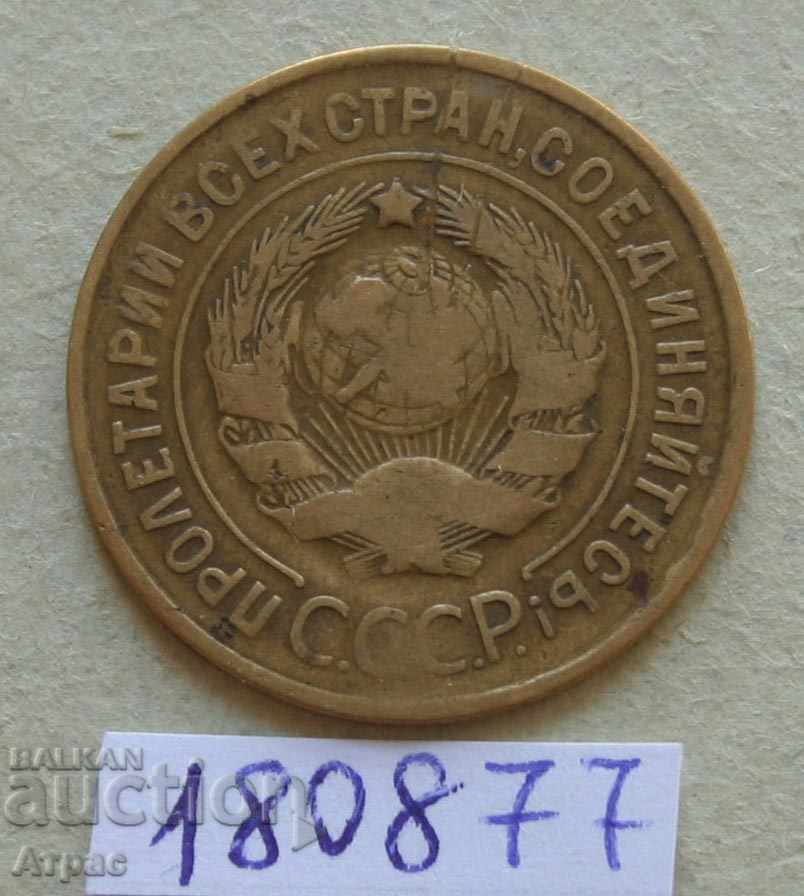 ПРОЛЕТАРИИ ВСЕХ СТРАН, СОЕДИНЯЙТЕСЬ!
С.С.С.Р.
180877
BALKAN
auction
Атрас